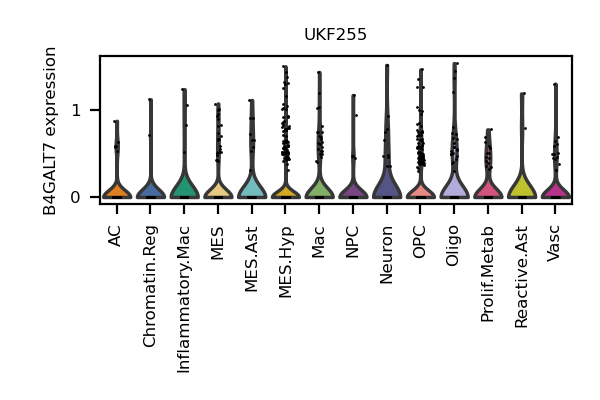 UKF255
B4GALT7 expression
1
0
AC
Chromatin.Reg
Inflammatory.Mac
MES
MES.Ast
MES.Hyp
Mac
NPC
Neuron
OPC
Oligo
Prolif.Metab
Reactive.Ast
Vasc